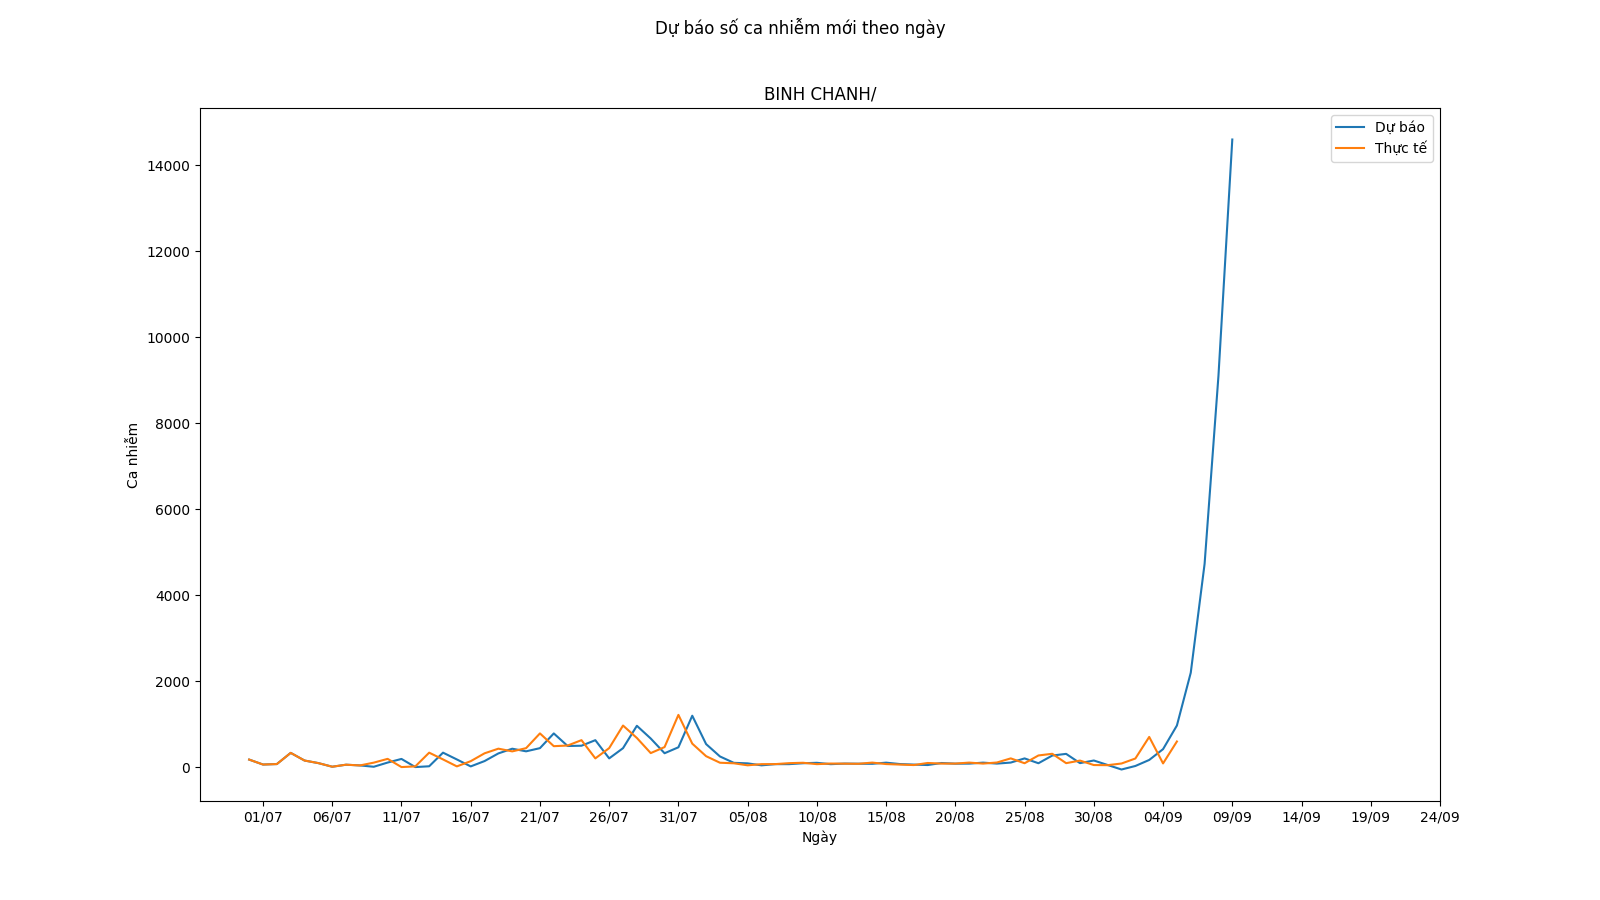 Dự báo số ca nhiễm mới theo ngày
BINH CHANH/
Dự báo
Thực tế
14000
12000
10000
8000
6000
4000
2000
0
Ca nhiễm
01/07 06/07 11/07 16/07 21/07 26/07 31/07 05/08 10/08 15/08 20/08 25/08 30/08 04/09 09/09 14/09 19/09 24/09
Ngày